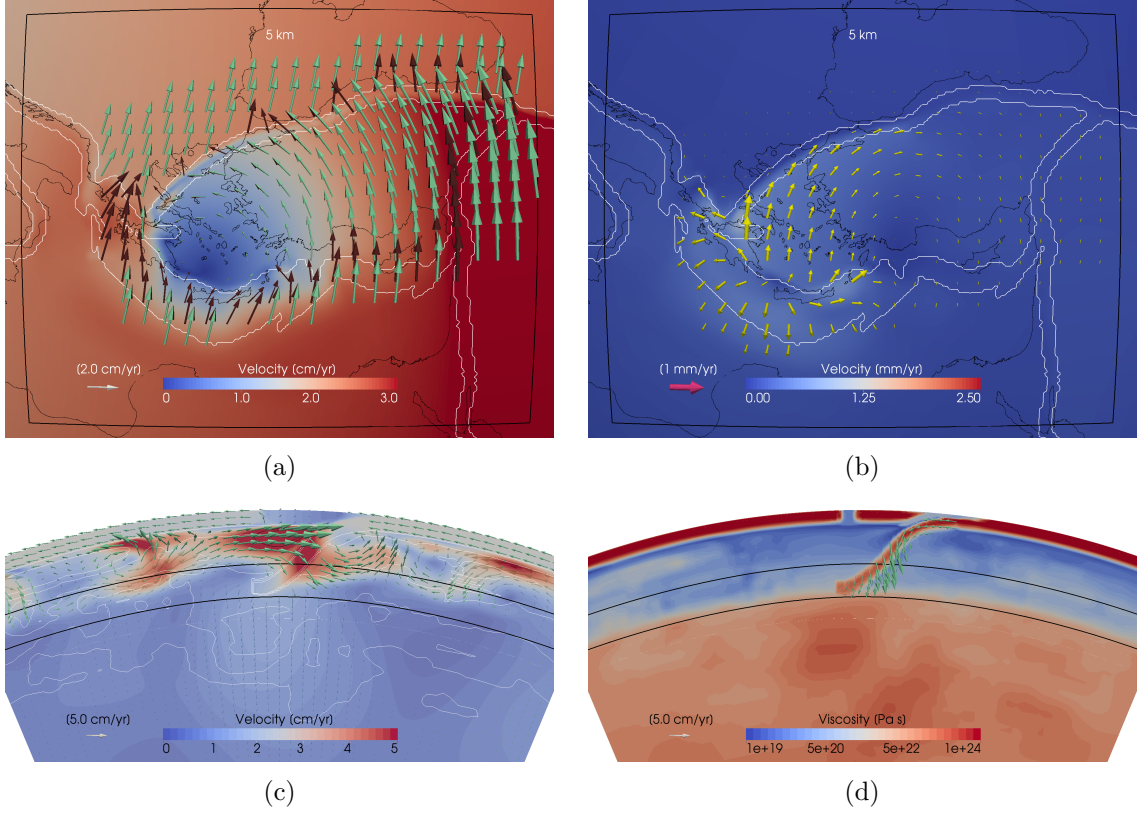 5 km
(2.0 cm/yr)
Velocity (cm/yr)
0 1.0 2.0 3.0
(a)
5 km
(1 mm/yr)
Velocity (mm/yr)
0.00 1.25 2.50
(b)
(5.0 cm/yr)
Velocity (cm/yr)
0 1 2 3 4 5
(c)
(5.0 cm/yr)
Viscosity (Pa s)
1e+19 5e+20 5e+22 1e+24
(d)